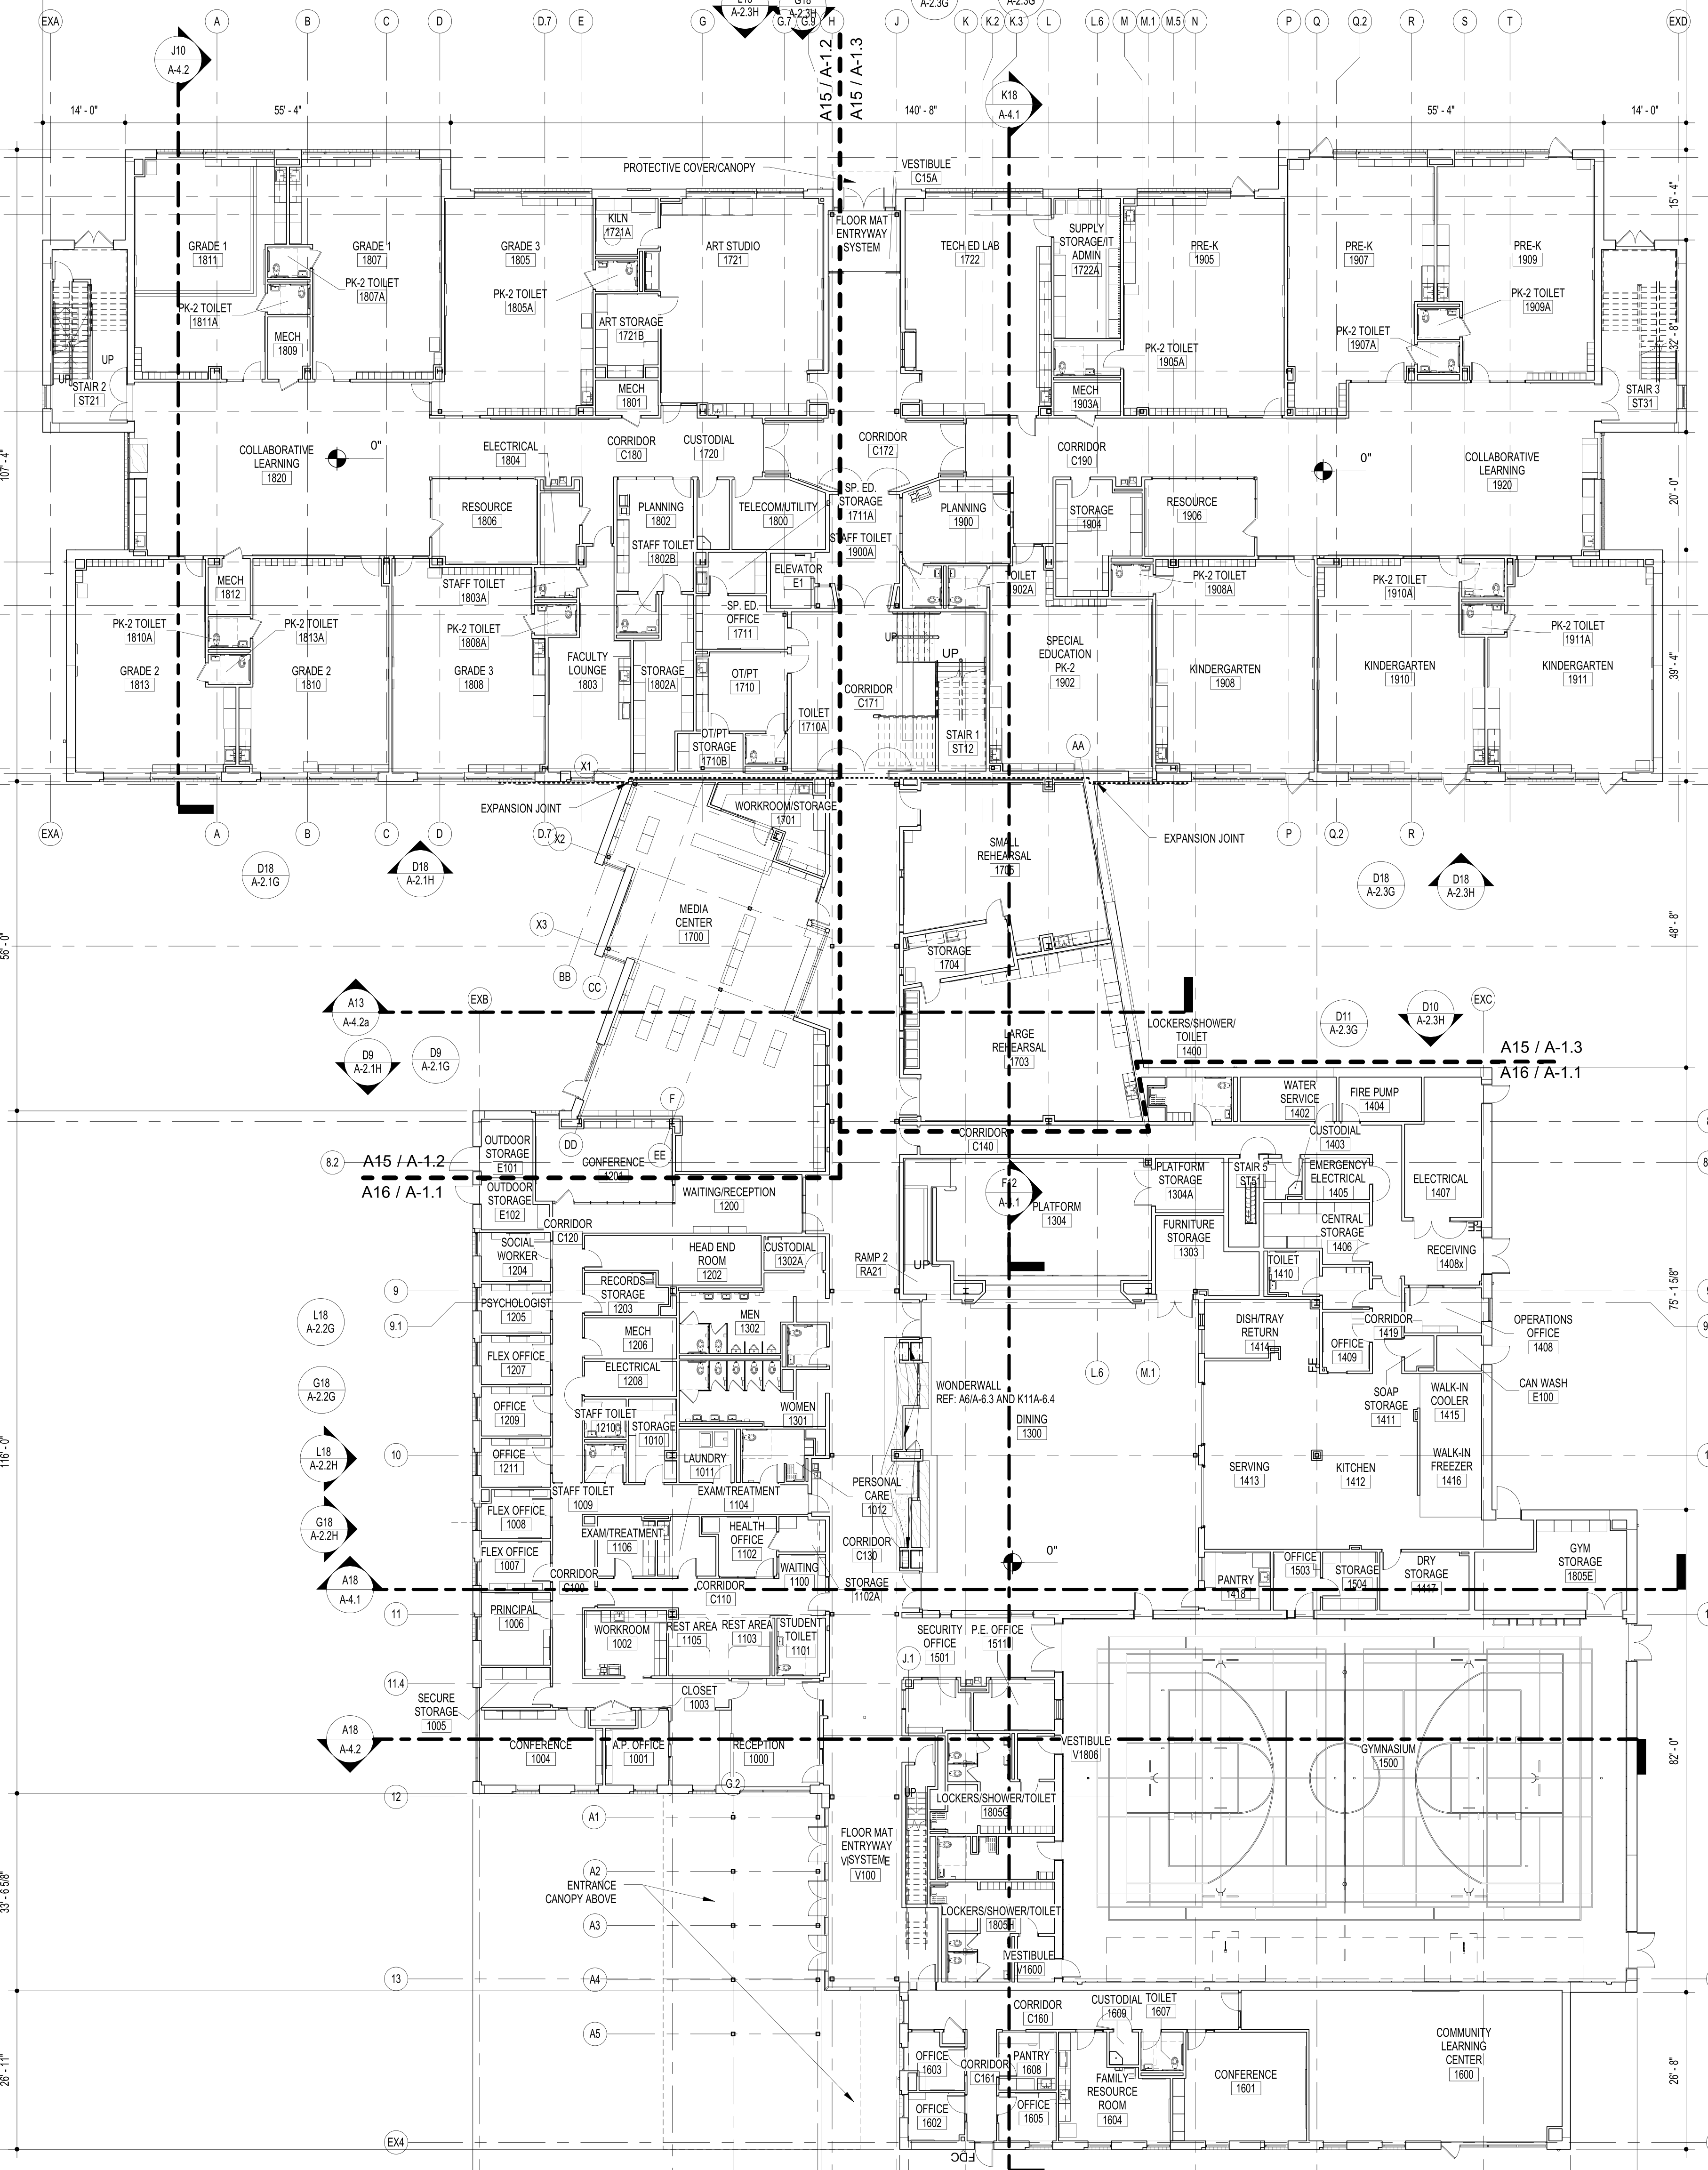 L18
A-2.3H
G18
A-2.3H
A-2.3G
A-2.3G
EXA
A
B
C
D
D.7
E
G
G.7
G.9
H
J
K
K.2
K.3
L
L.6
M
M.1
M.5
N
P
Q
Q.2
R
S
T
EXD
J10
A-4.2
A15 / A-1.2
A15 / A-1.3
K18
A-4.1
14' - 0"
55' - 4"
140' - 8"
55' - 4"
14' - 0"
PROTECTIVE COVER/CANOPY
VESTIBULE
C15A
15' - 4"
KILN
1721A
FLOOR MAT
ENTRYWAY
SYSTEM
SUPPLY
STORAGE/IT
ADMIN
1722A
GRADE 1
1811
GRADE 1
1807
GRADE 3
1805
ART STUDIO
1721
TECH ED LAB
1722
PRE-K
1905
PRE-K
1907
PRE-K
1909
PK-2 TOILET
1807A
PK-2 TOILET
1811A
PK-2 TOILET
1805A
PK-2 TOILET
1909A
ART STORAGE
1721B
MECH
1809
PK-2 TOILET
1905A
PK-2 TOILET
1907A
32' - 8"
UP
UP
STAIR 2
ST21
MECH
1801
MECH
1903A
STAIR 3
ST31
COLLABORATIVE
LEARNING
1820
0"
ELECTRICAL
1804
CORRIDOR
C180
CUSTODIAL
1720
CORRIDOR
C172
CORRIDOR
C190
0"
COLLABORATIVE
LEARNING
1920
107' - 4"
20' - 0"
RESOURCE
1806
PLANNING
1802
TELECOM/UTILITY
1800
SP. ED.
STORAGE
1711A
PLANNING
1900
STORAGE
1904
RESOURCE
1906
STAFF TOILET
1802B
STAFF TOILET
1900A
ELEVATOR
E1
MECH
1812
STAFF TOILET
1803A
TOILET
1902A
PK-2 TOILET
1908A
PK-2 TOILET
1910A
PK-2 TOILET
1810A
PK-2 TOILET
1813A
PK-2 TOILET
1808A
SP. ED.
OFFICE
1711
UP
UP
SPECIAL
EDUCATION
PK-2
1902
PK-2 TOILET
1911A
GRADE 2
1813
GRADE 2
1810
GRADE 3
1808
FACULTY
LOUNGE
1803
STORAGE
1802A
OT/PT
1710
CORRIDOR
C171
KINDERGARTEN
1908
KINDERGARTEN
1910
KINDERGARTEN
1911
39' - 4"
TOILET
1710A
OT/PT
STORAGE
1710B
STAIR 1
ST12
AA
X1
EXPANSION JOINT
WORKROOM/STORAGE
1701
EXPANSION JOINT
EXA
A
B
C
D
D.7
X2
P
Q.2
R
D18
A-2.1G
D18
A-2.1H
SMALL
REHEARSAL
1705
D18
A-2.3G
D18
A-2.3H
X3
MEDIA
CENTER
1700
56' - 0"
48' - 8"
STORAGE
1704
BB
CC
EXB
EXC
A13
A-4.2a
D9
A-2.1H
D9
A-2.1G
LARGE
REHEARSAL
1703
LOCKERS/SHOWER/
TOILET
1400
D11
A-2.3G
D10
A-2.3H
A15 / A-1.3
A16 / A-1.1
F
DD
EE
WATER
SERVICE
1402
FIRE PUMP
1404
CUSTODIAL
1403
OUTDOOR
STORAGE
E101
CORRIDOR
C140
8.2
A15 / A-1.2
A16 / A-1.1
CONFERENCE
1201
OUTDOOR
STORAGE
E102
WAITING/RECEPTION
1200
F12
A-4.1
PLATFORM
1304
PLATFORM
STORAGE
1304A
STAIR 5
ST51
EMERGENCY
ELECTRICAL
1405
ELECTRICAL
1407
CORRIDOR
C120
FURNITURE
STORAGE
1303
CENTRAL
STORAGE
1406
SOCIAL
WORKER
1204
HEAD END
ROOM
1202
CUSTODIAL
1302A
RAMP 2
RA21
UP
TOILET
1410
RECEIVING
1408x
FE
9
9.1
RECORDS
STORAGE
1203
PSYCHOLOGIST
1205
MEN
1302
MECH
1206
DISH/TRAY
RETURN
1414
CORRIDOR
1419
OPERATIONS
OFFICE
1408
75' - 1 5/8"
L18
A-2.2G
FLEX OFFICE
1207
ELECTRICAL
1208
FE
OFFICE
1409
L.6
M.1
CAN WASH
E100
G18
A-2.2G
OFFICE
1209
STAFF TOILET
1210
WOMEN
1301
WONDERWALL
REF: A6/A-6.3 AND K11A-6.4
DINING
1300
SOAP
STORAGE
1411
WALK-IN
COOLER
1415
STORAGE
1010
L18
A-2.2H
10
OFFICE
1211
LAUNDRY
1011
SERVING
1413
KITCHEN
1412
WALK-IN
FREEZER
1416
116' - 0"
PERSONAL
CARE
1012
STAFF TOILET
1009
EXAM/TREATMENT
1104
G18
A-2.2H
FLEX OFFICE
1008
EXAM/TREATMENT
1106
HEALTH
OFFICE
1102
CORRIDOR
C130
0"
FLEX OFFICE
1007
WAITING
1100
GYM
STORAGE
1805E
OFFICE
1503
STORAGE
1504
DRY
STORAGE
1417
PANTRY
1418
A18
A-4.1
CORRIDOR
C100
CORRIDOR
C110
STORAGE
1102A
11
PRINCIPAL
1006
WORKROOM
1002
REST AREA
1105
REST AREA
1103
STUDENT
TOILET
1101
SECURITY
OFFICE
1501
P.E. OFFICE
1511
J.1
11.4
SECURE
STORAGE
1005
CLOSET
1003
A18
A-4.2
CONFERENCE
1004
A.P. OFFICE
1001
RECEPTION
1000
VESTIBULE
V1806
GYMNASIUM
1500
82' - 0"
G.2
12
UP
LOCKERS/SHOWER/TOILET
1805G
A1
FLOOR MAT
ENTRYWAY
SYSTEM
V100
A2
ENTRANCE
CANOPY ABOVE
33' - 6 5/8"
LOCKERS/SHOWER/TOILET
1805H
A3
VESTIBULE
V1600
13
A4
CORRIDOR
C160
CUSTODIAL
1609
TOILET
1607
A5
OFFICE
1603
CORRIDOR
C161
PANTRY
1608
COMMUNITY
LEARNING
CENTER
1600
26' - 11"
26' - 8"
FAMILY
RESOURCE
ROOM
1604
CONFERENCE
1601
OFFICE
1602
OFFICE
1605
EX4
FDC